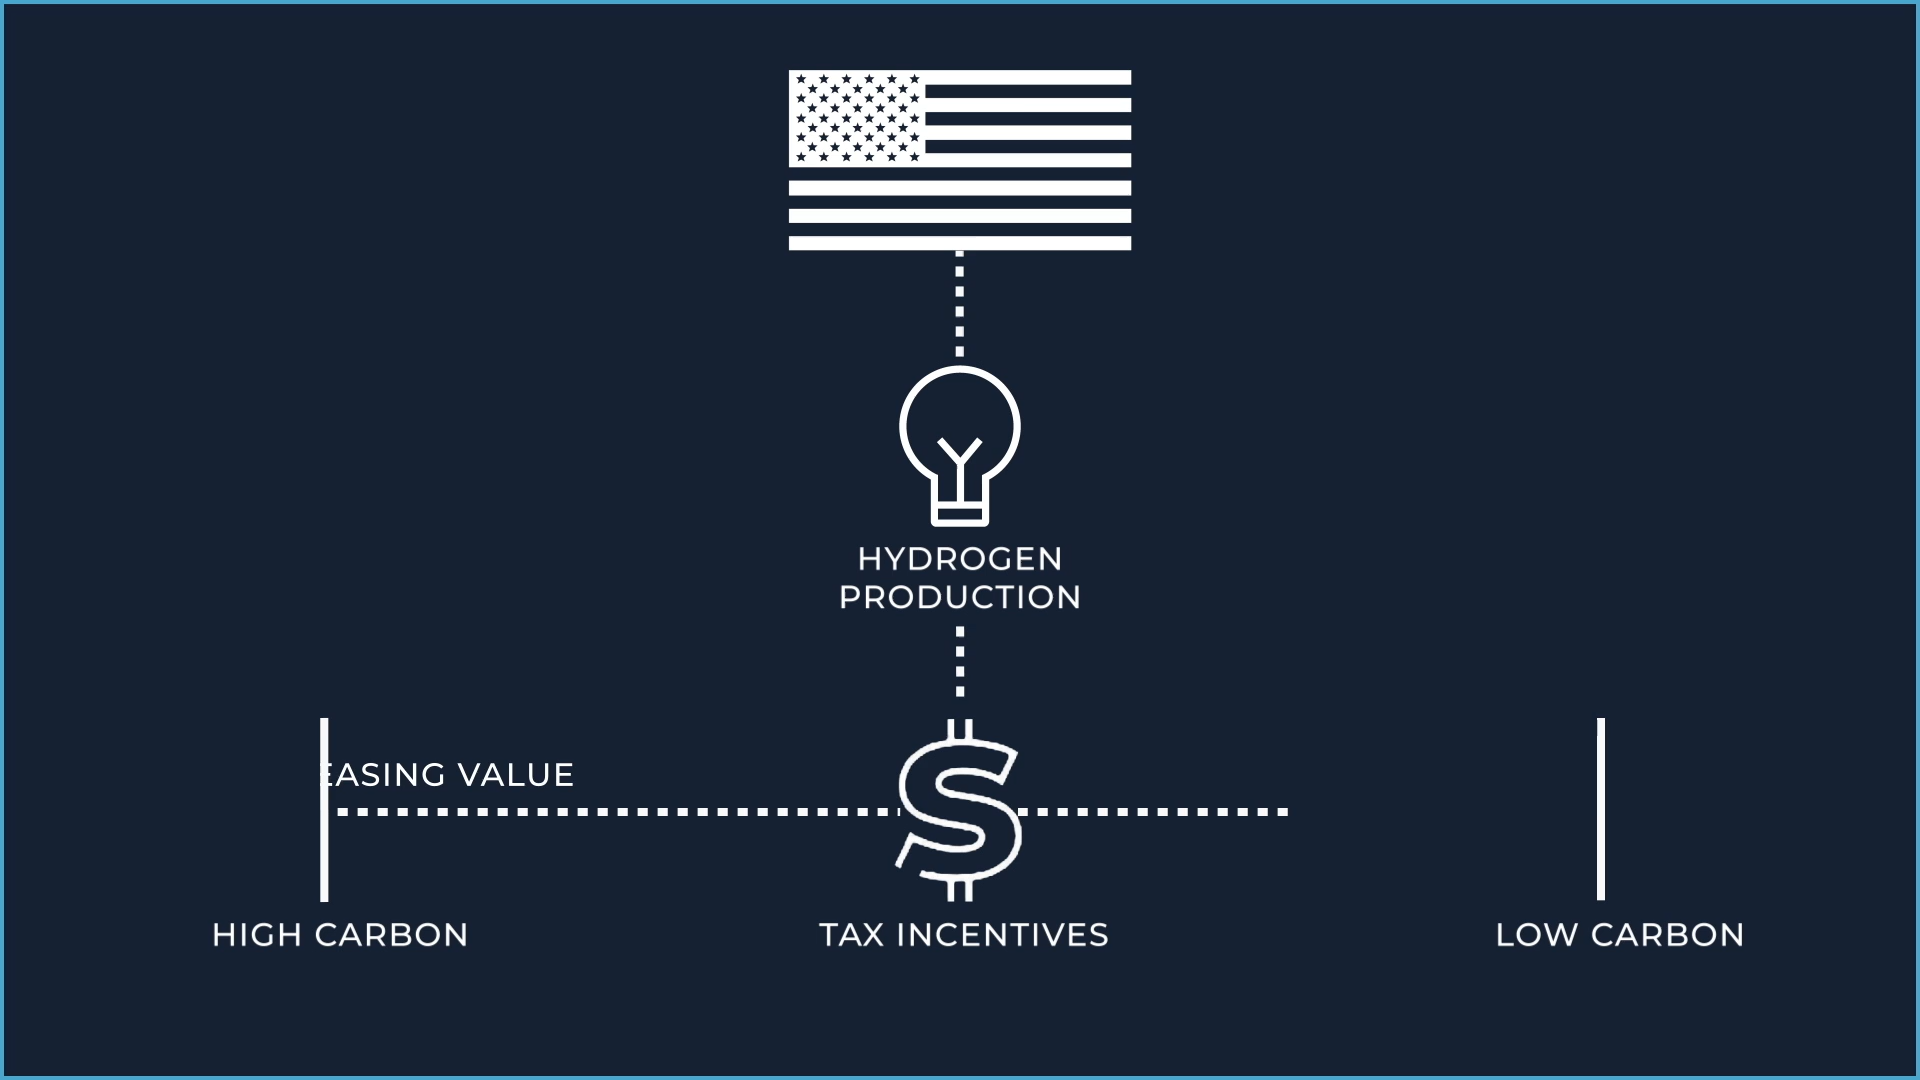 HYDROGEN
PRODUCTION
EASING VALUE
HIGH CARBON
TAX INCENTIVES
LOW CARBON